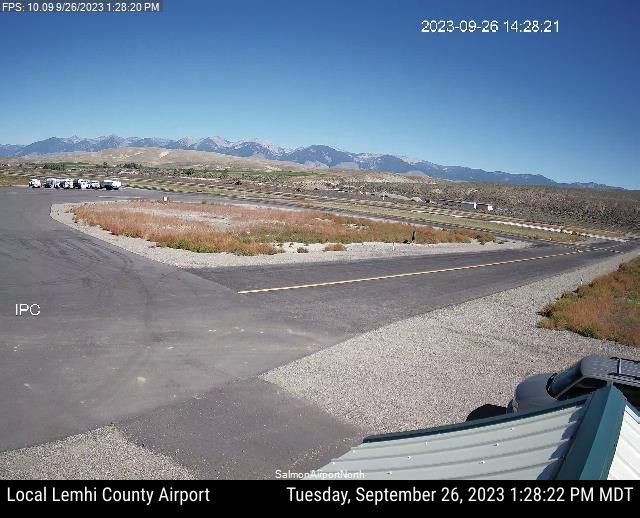 FPS: 10.09 9/26/2023 1:28:20 PM
2023-09-26 14:28:21
IPC
SalmonAirportNorth
Local Lemhi County Airport Tuesday, September 26, 2023 1:28:22 PM MDT